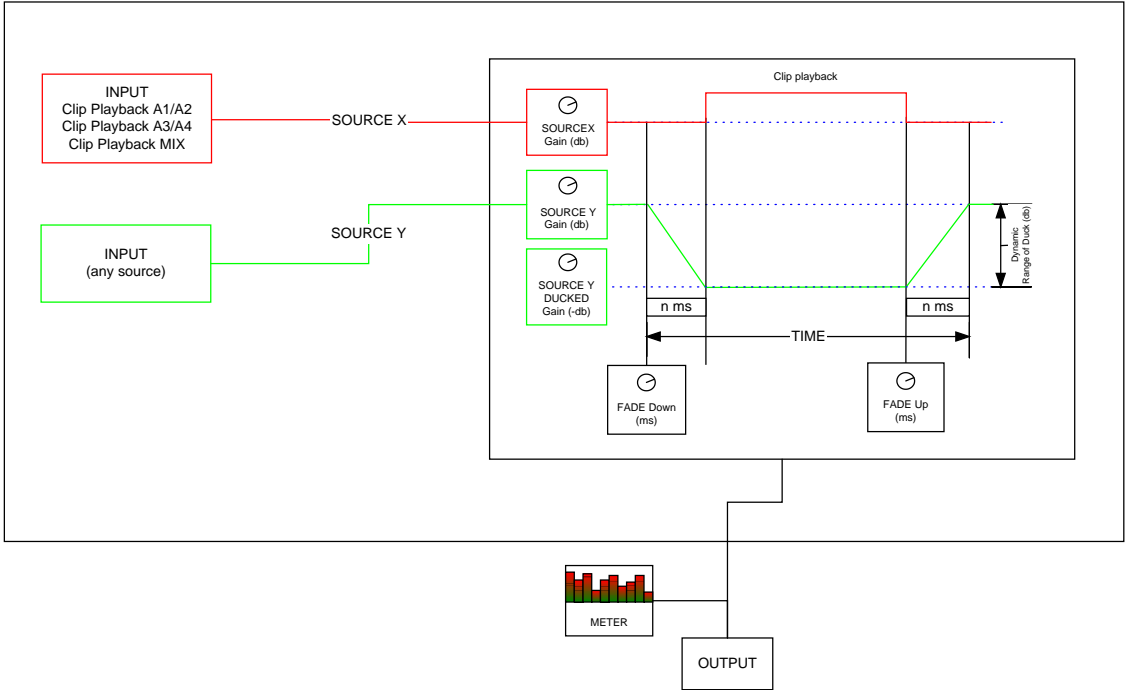 Clip playback
INPUT
Clip Playback A1/A2
Clip Playback A3/A4
Clip Playback MIX
SOURCE X
SOURCEX
Gain (db)
SOURCE Y
SOURCE Y
Gain (db)
INPUT
(any source)
SOURCE Y
DUCKED
Gain (-db)
Dynamic
Range of Duck (db)
n ms
n ms
TIME
FADE Down
(ms)
FADE Up
(ms)
METER
OUTPUT